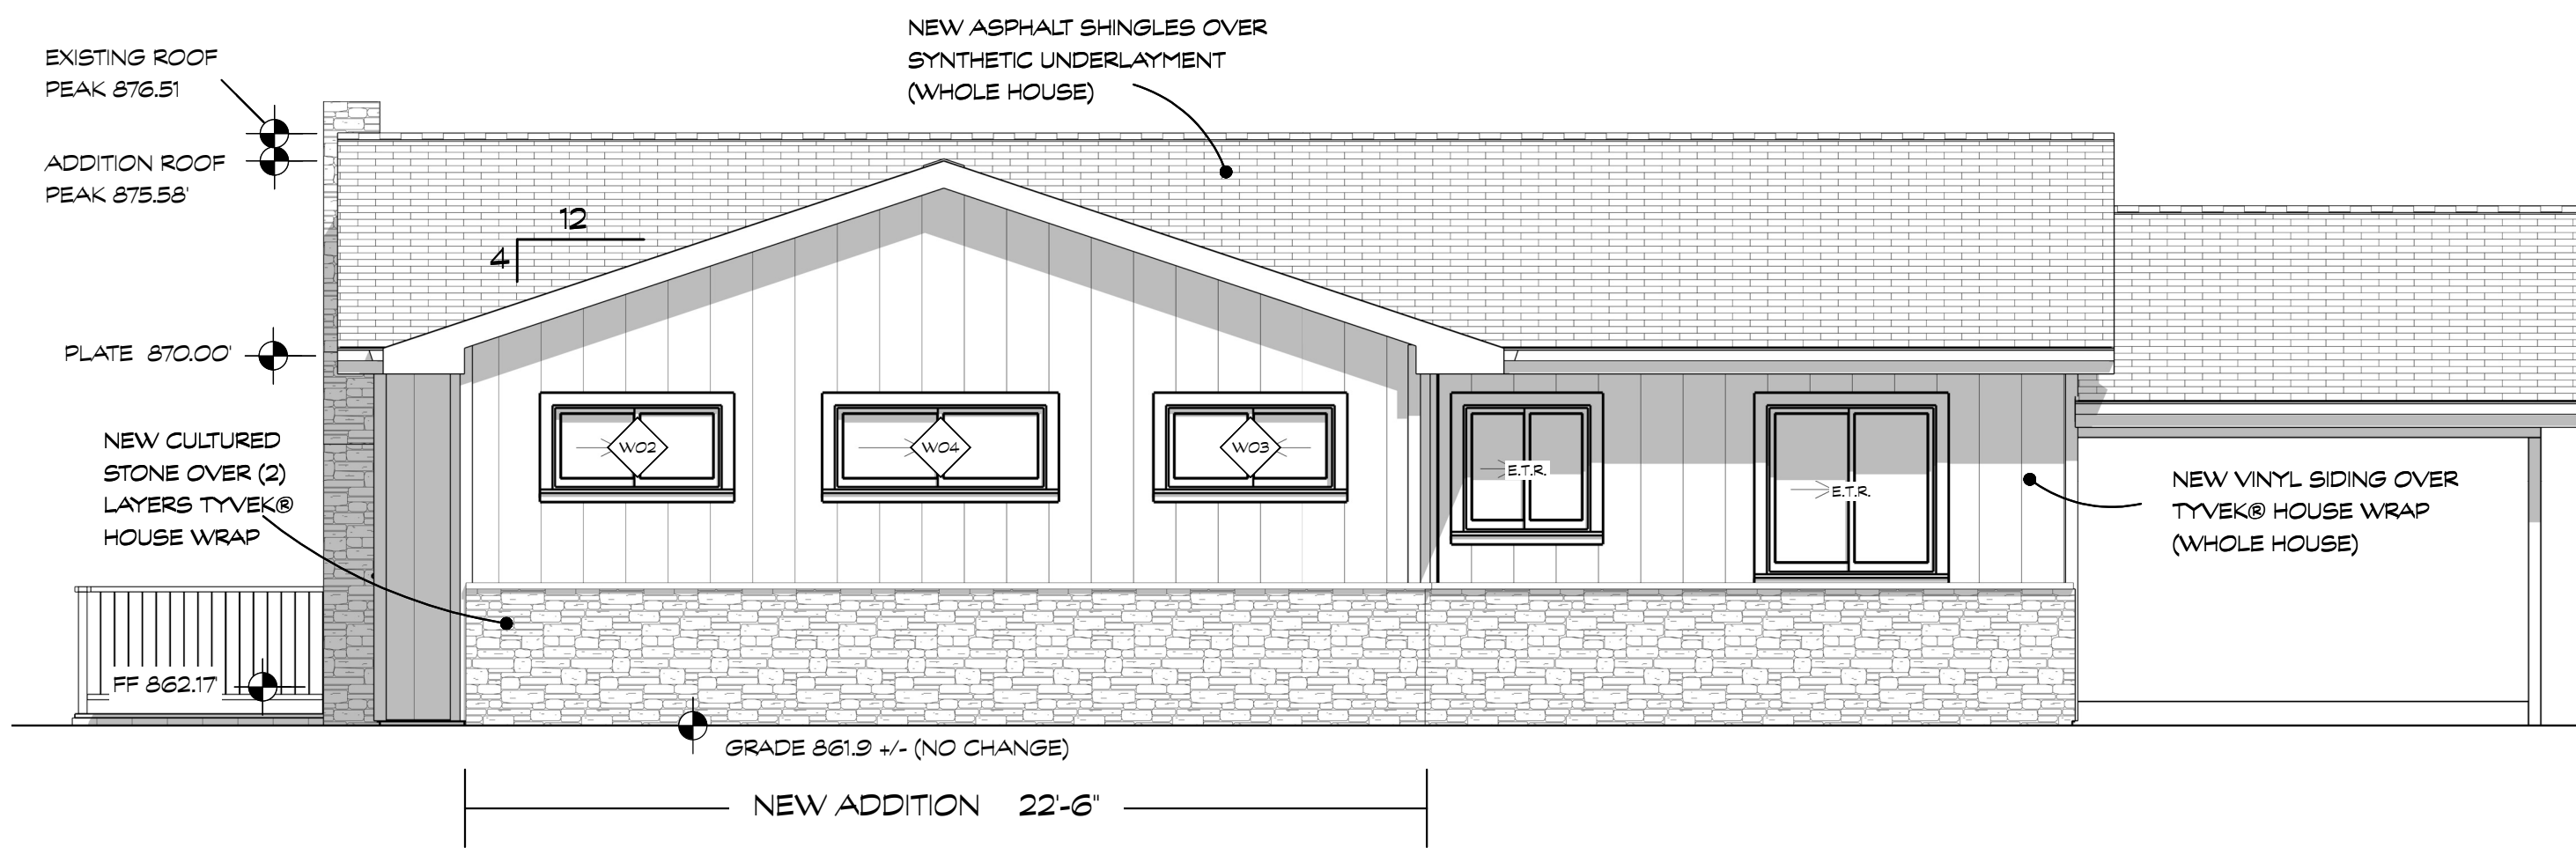 NEW ASPHALT SHINGLES OVER
SYNTHETIC UNDERLAYMENT
(WHOLE HOUSE)
EXISTING ROOF
PEAK 876.51
ADDITION ROOF
PEAK 875.58'
12
4
PLATE 870.00'
NEW CULTURED
STONE OVER (2)
LAYERS TYVEK®
HOUSE WRAP
W02
W04
W03
E.T.R.
E.T.R.
NEW VINYL SIDING OVER
TYVEK® HOUSE WRAP
(WHOLE HOUSE)
FF 862.17'
GRADE 861.9 +/- (NO CHANGE)
NEW ADDITION 22'-6"